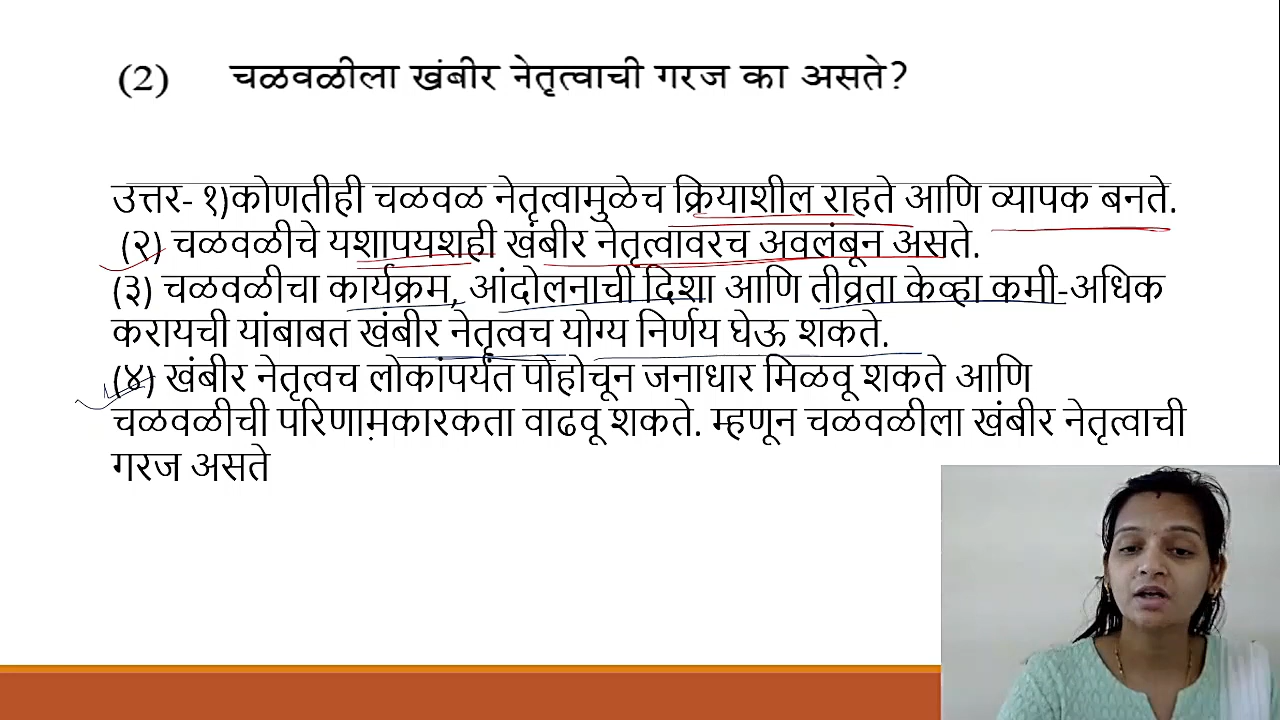 (2) चळवळीला खंबीर नेतृत्वाची गरज का असते?
उत्तर- १)कोणतीही चळवळ नेतृत्वामुळेच क्रियाशील राहते आणि व्यापक बनते.
(२) चळवळीचे यशापयशही खंबीर नेतृत्वावरच अवलंबून असते.
(३) चळवळीचा कार्यक्रम, आंदोलनाची दिशा आणि तीव्रता केव्हा कमी-अधिक
करायची यांबाबत खंबीर नेतृत्वच योग्य निर्णय घेऊ शकते.
(४) खंबीर नेतृत्वच लोकांपर्यंत पोहोचून जनाधार मिळवू शकते आणि
चळवळीची परिणामकारकता वाढवू शकते. म्हणून चळवळीला खंबीर नेतृत्वाची
गरज असते